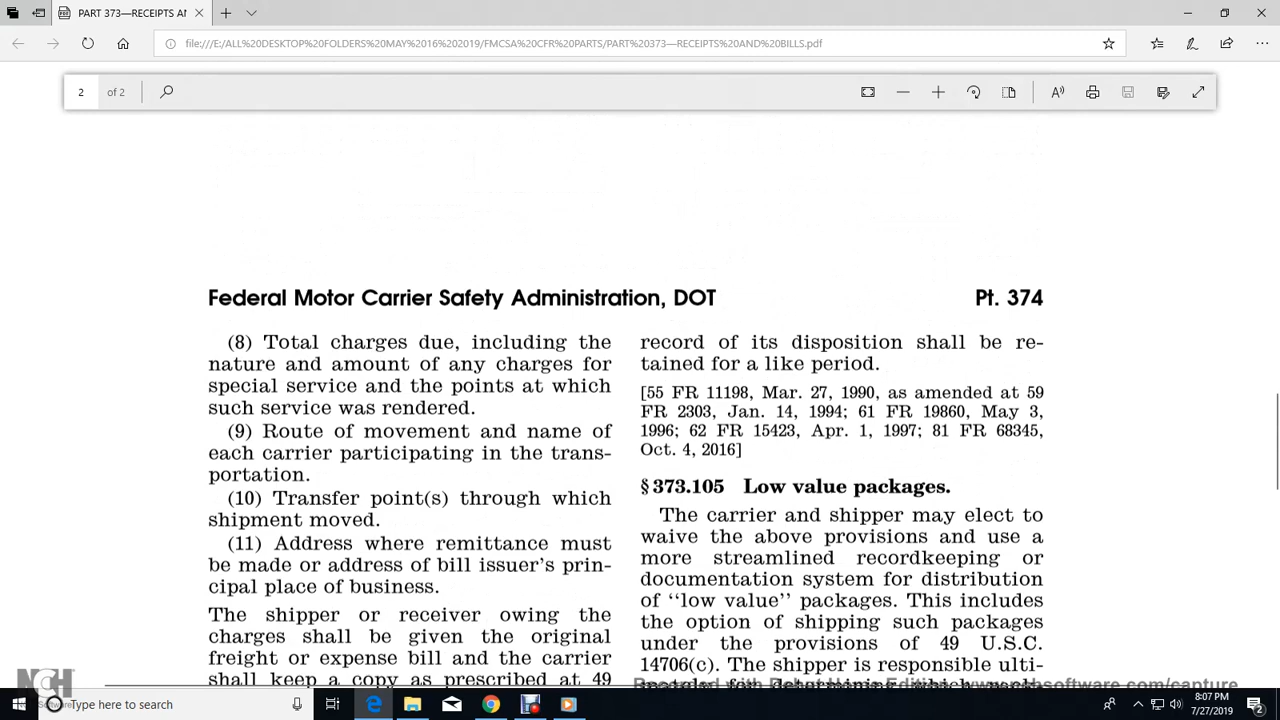 PART 373—RECEIPTS AN
file:///E:/ALL%20DESKTOP%20FOLDERS%20MAY%2016%202019/FMCSA%20CFR%20PARTS/PART%20373—RECEIPTS%20AND%20BILLS.pdf
2 of 2
Federal Motor Carrier Safety Administration, DOT
Pt. 374
(8) Total charges due, including the
nature and amount of any charges for
special service and the points at which
such service was rendered.
(9) Route of movement and name of
each carrier participating in the trans-
portation.
(10) Transfer point(s) through which
shipment moved.
(11) Address where remittance must
be made or address of bill issuer's prin-
cipal place of business.
The shipper or receiver owing the
charges shall be given the original
freight or expense bill and the carrier
shall keep a copy as prescribed at 49
record of its disposition shall be re-
tained for a like period.
[55 FR 11198, Mar. 27, 1990, as amended at 59
FR 2303, Jan. 14, 1994; 61 FR 19860, May 3,
1996; 62 FR 15423, Apr. 1, 1997; 81 FR 68345,
Oct. 4, 2016]
§ 373.105 Low value packages.
The carrier and shipper may elect to
waive the above provisions and use a
more streamlined recordkeeping or
documentation system for distribution
of ‘‘low value’’ packages. This includes
the option of shipping such packages
under the provisions of 49 U.S.C.
14706(c). The shipper is responsible ulti-
NCH
Type here to search
8:07 PM
7/27/2019
2